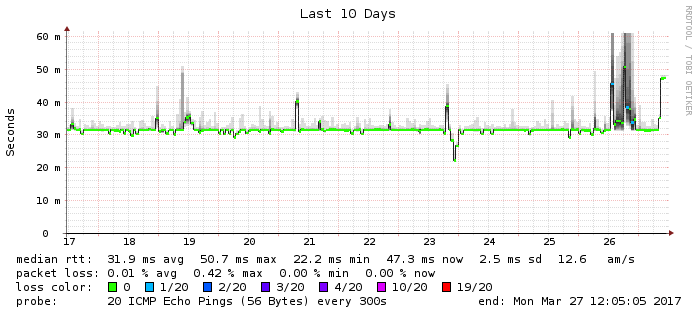 Last 10 Days
RRDTOOL / TOBI OETIKER
Seconds
60 m
50 m
40 m
30 m
20 m
10 m
0
17 18 19 20 21 22 23 24 25 26
median rtt: 31.9 ms avg 50.7 ms max 22.2 ms min 47.3 ms now 2.5 ms sd 12.6 am/s
packet loss: 0.01 % avg 0.42 % max 0.00 % min 0.00 % now
loss color: 0 1/20 2/20 3/20 4/20 10/20 19/20
probe: 20 ICMP Echo Pings (56 Bytes) every 300s end: Mon Mar 27 12:05:05 2017